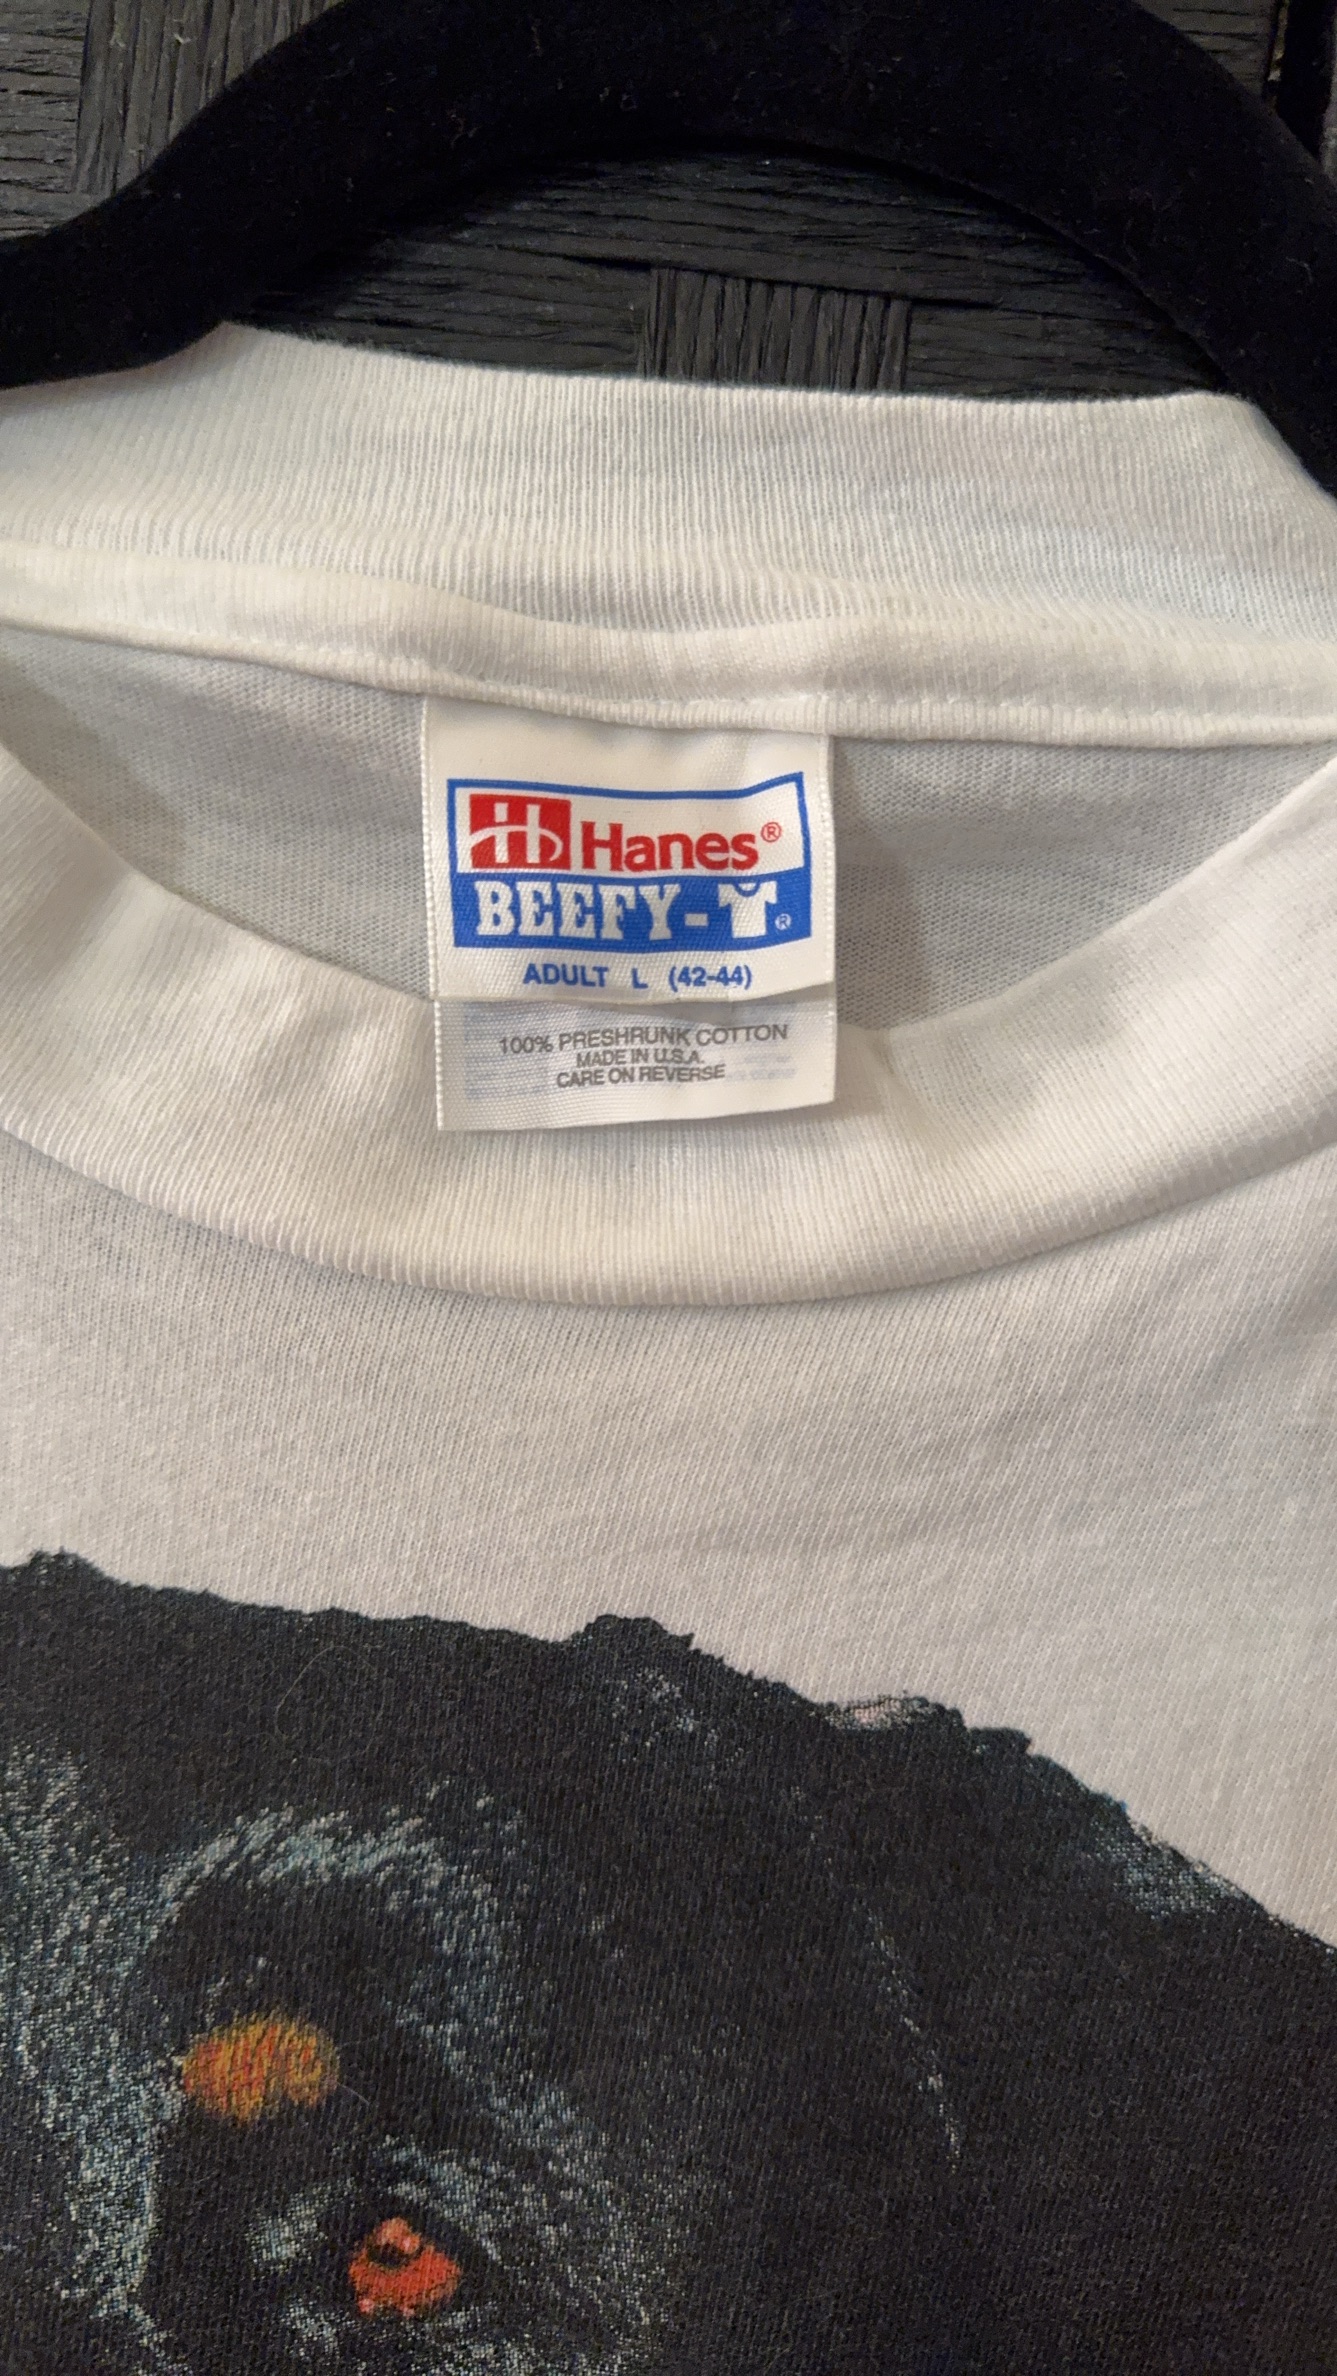 Hanes®
BEEFY-T®
ADULT L (42-44)
100% PRESHRUNK COTTON
MADE IN U.S.A.
CARE ON REVERSE